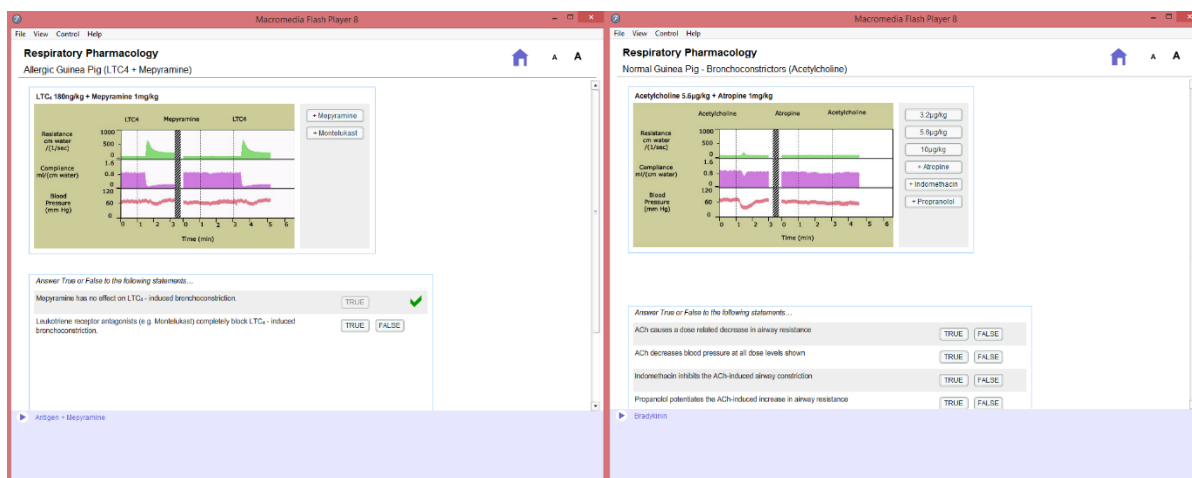 Macromedia Flash Player 8
File View Control Help
Respiratory Pharmacology
Allergic Guinea Pig (LTC4 + Mepyramine)
A A
LTC₄ 180ng/kg + Mepyramine 1mg/kg
LTC4 Mepyramine LTC4
Resistance
cm water
/(1/sec)
1000
500
0
Compliance
ml/(cm water)
1.6
0.8
0
Blood
Pressure
(mm Hg)
120
60
0
0 1 2 3 0 1 2 3 4 5 6
Time (min)
+ Mepyramine
+ Montelukast
Answer True or False to the following statements...
Mepyramine has no effect on LTC₄ - induced bronchoconstriction.
TRUE
Leukotriene receptor antagonists (e.g. Montelukast) completely block LTC₄ - induced
bronchoconstriction.
TRUE FALSE
Antigen + Mepyramine
Macromedia Flash Player 8
File View Control Help
Respiratory Pharmacology
Normal Guinea Pig - Bronchoconstrictors (Acetylcholine)
A A
Acetylcholine 5.6µg/kg + Atropine 1mg/kg
Acetylcholine Atropine Acetylcholine
Resistance
cm water
/(1/sec)
1000
500
0
Compliance
ml/(cm water)
1.6
0.8
0
Blood
Pressure
(mm Hg)
120
60
0
0 1 2 3 0 1 2 3 4 5 6
Time (min)
3.2µg/kg
5.6µg/kg
10µg/kg
+ Atropine
+ Indomethacin
+ Propranolol
Answer True or False to the following statements...
ACh causes a dose related decrease in airway resistance
TRUE FALSE
ACh decreases blood pressure at all dose levels shown
TRUE FALSE
Indomethacin inhibits the ACh-induced airway constriction
TRUE FALSE
Propanolol potentiates the ACh-induced increase in airway resistance
TRUE FALSE
Bradykinin